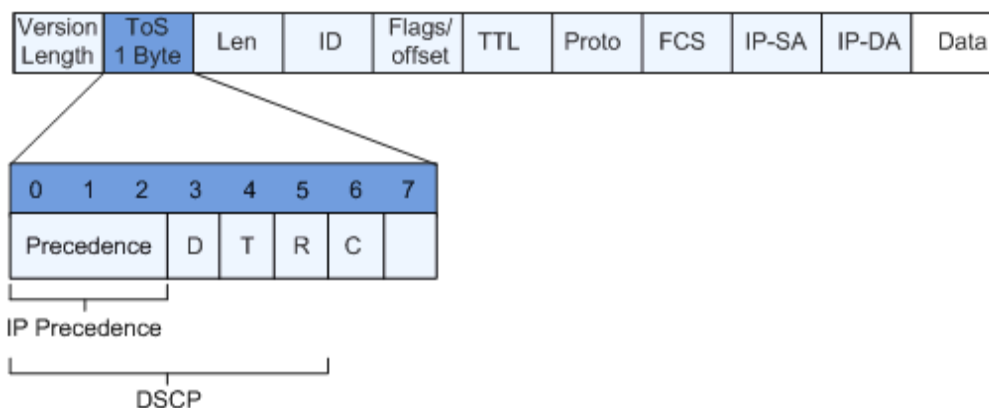 Version Length
ToS 1 Byte
Len
ID
Flags/ offset
TTL
Proto
FCS
IP-SA
IP-DA
Data
0 1 2 3 4 5 6 7
Precedence D T R C
IP Precedence
DSCP